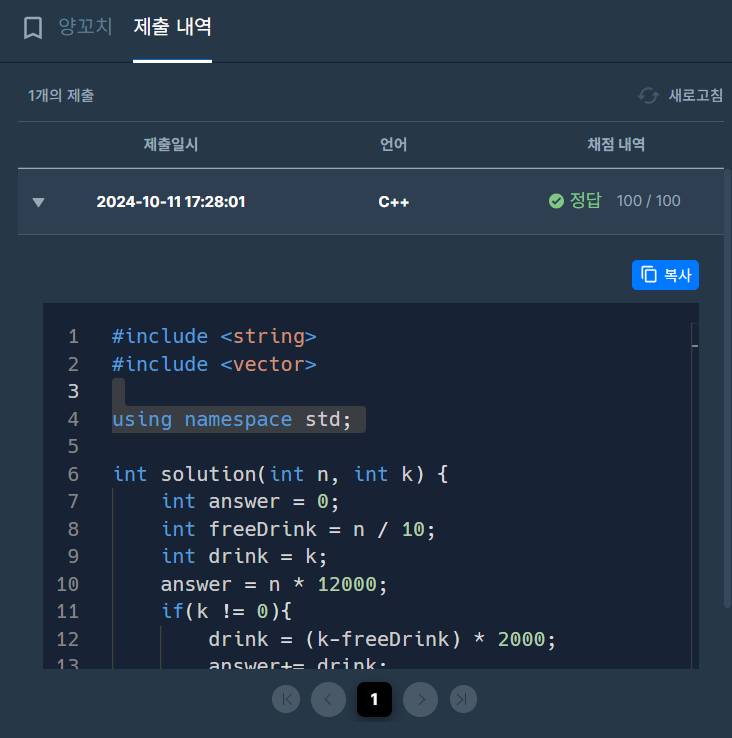 양꼬치 제출 내역
1개의 제출 새로고침
제출일시 언어 채점 내역
2024-10-11 17:28:01 C++ 정답 100 / 100
복사
1 #include <string>
2 #include <vector>
3
4 using namespace std;
5
6 int solution(int n, int k) {
7 int answer = 0;
8 int freeDrink = n / 10;
9 int drink = k;
10 answer = n * 12000;
11 if(k != 0){
12 drink = (k-freeDrink) * 2000;
13 answer+= drink;
1